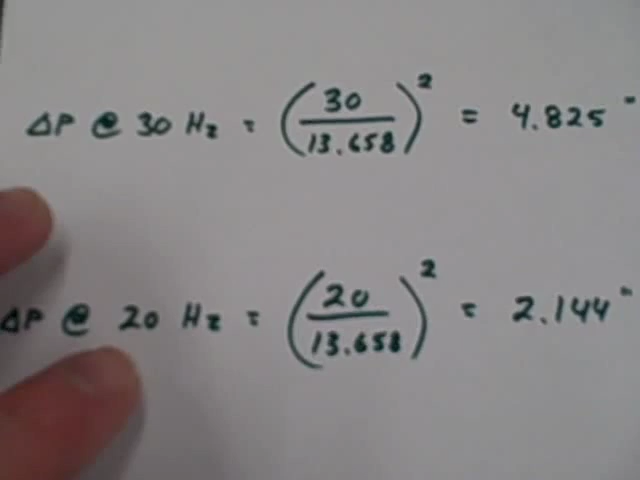 ΔP @ 30 Hz = (30/13.658)² = 4.825"
ΔP @ 20 Hz = (20/13.658)² = 2.144"